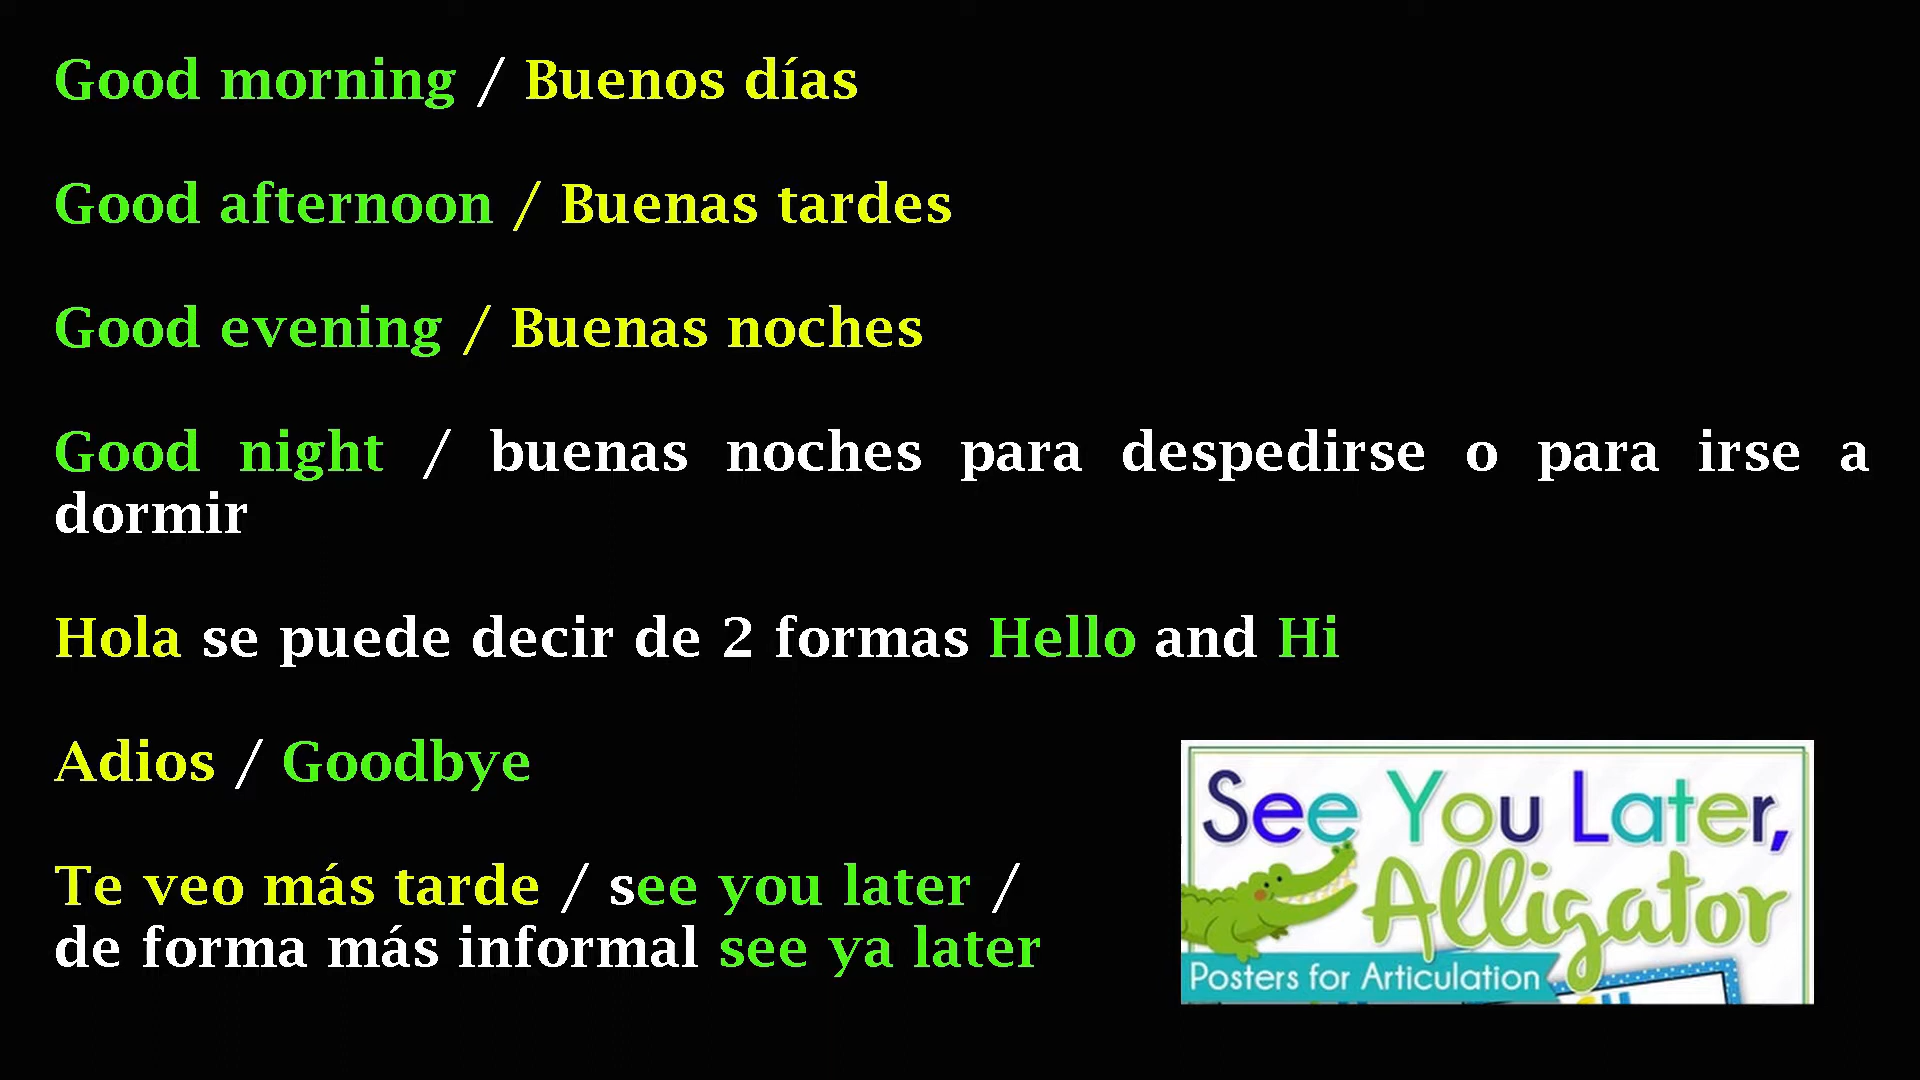 Good morning / Buenos días
Good afternoon / Buenas tardes
Good evening / Buenas noches
Good night / buenas noches para despedirse o para irse a
dormir
Hola se puede decir de 2 formas Hello and Hi
Adios / Goodbye
Te veo más tarde / see you later /
de forma más informal see ya later
See You Later,
Alligator
Posters for Articulation